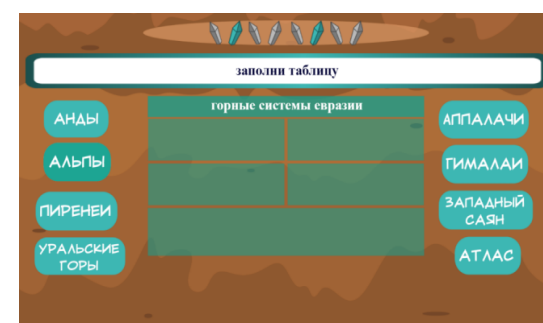 заполни таблицу
горные системы евразии
АНДЫ
АЛЬПЫ
ПИРЕНЕИ
УРАЛЬСКИЕ
ГОРЫ
АППАЛАЧИ
ГИМАЛАИ
ЗАПАДНЫЙ
САЯН
АТЛАС